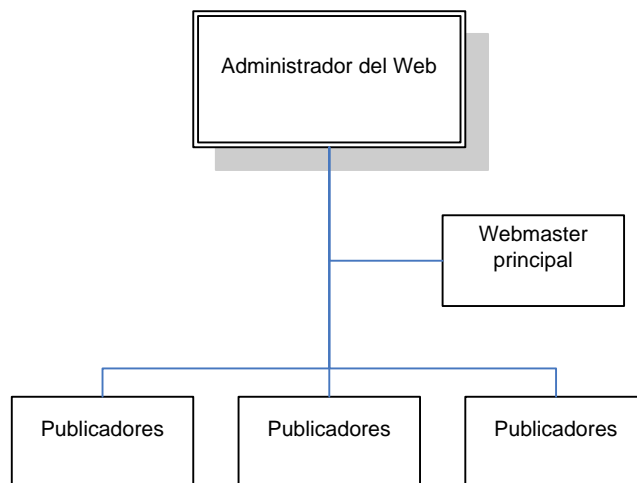 Administrador del Web
Webmaster
principal
Publicadores
Publicadores
Publicadores